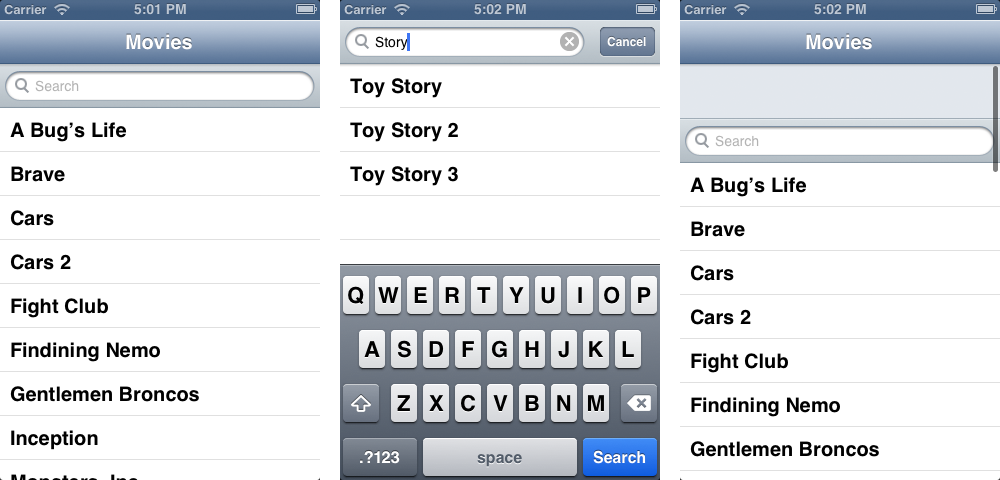 Carrier 5:01 PM
Movies
Search
A Bug's Life
Brave
Cars
Cars 2
Fight Club
Findining Nemo
Gentlemen Broncos
Inception
Monsters, Inc
Carrier 5:02 PM
Story Cancel
Toy Story
Toy Story 2
Toy Story 3
Q W E R T Y U I O P
A S D F G H J K L
Z X C V B N M
.?123 space Search
Carrier 5:02 PM
Movies
Search
A Bug's Life
Brave
Cars
Cars 2
Fight Club
Findining Nemo
Gentlemen Broncos